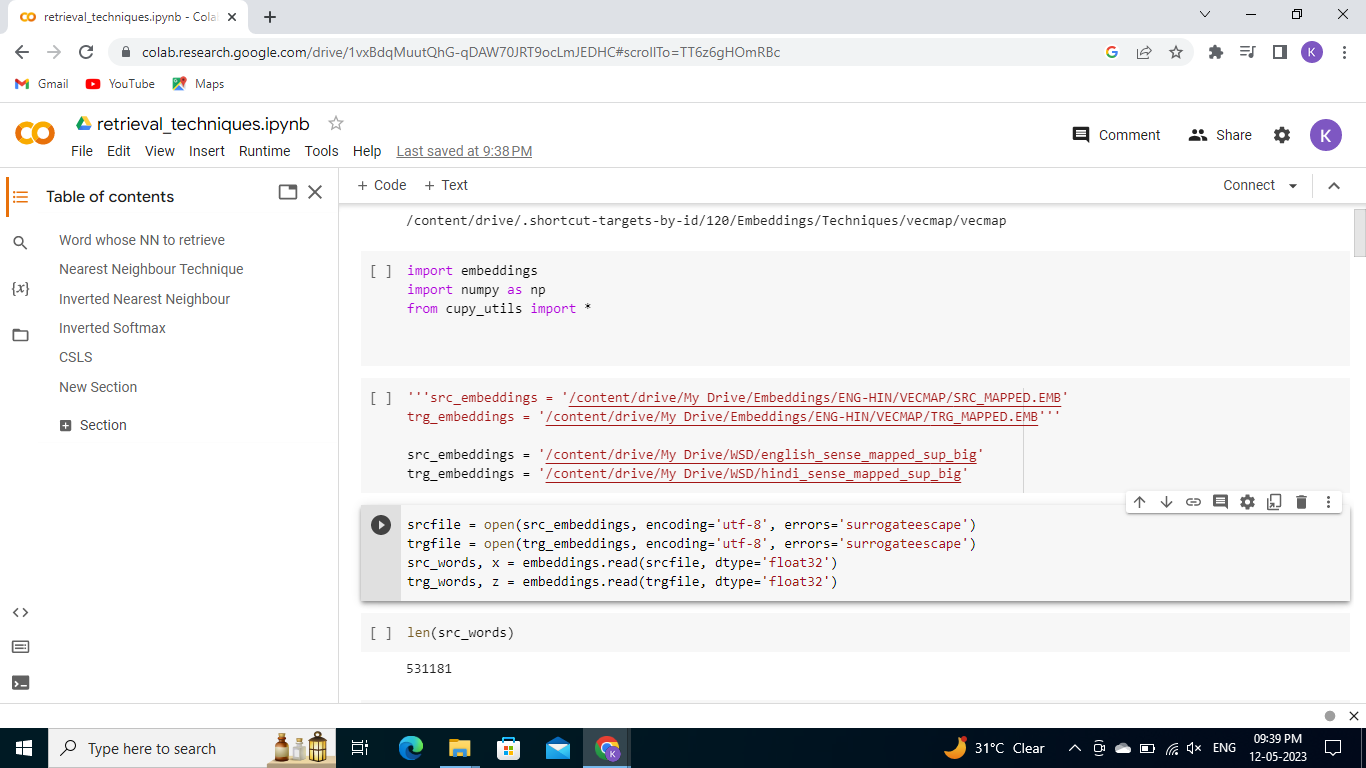 retrieval_techniques.ipynb - Cola
colab.research.google.com/drive/1vxBdqMuutQhG-qDAW70JRT9ocLmJEDHC#scrollTo=TT6z6gHOmRBc
K
Gmail
YouTube
Maps
retrieval_techniques.ipynb
File Edit View Insert Runtime Tools Help Last saved at 9:38 PM
Comment
Share
K
Table of contents
Word whose NN to retrieve
Nearest Neighbour Technique
Inverted Nearest Neighbour
Inverted Softmax
CSLS
New Section
+ Section
{x}
+ Code + Text
Connect
/content/drive/.shortcut-targets-by-id/120/Embeddings/Techniques/vecmap/vecmap
[ ] import embeddings
import numpy as np
from cupy_utils import *
[ ] '''src_embeddings = '/content/drive/My Drive/Embeddings/ENG-HIN/VECMAP/SRC_MAPPED.EMB'
trg_embeddings = '/content/drive/My Drive/Embeddings/ENG-HIN/VECMAP/TRG_MAPPED.EMB'''
src_embeddings = '/content/drive/My Drive/WSD/english_sense_mapped_sup_big'
trg_embeddings = '/content/drive/My Drive/WSD/hindi_sense_mapped_sup_big'
srcfile = open(src_embeddings, encoding='utf-8', errors='surrogateescape')
trgfile = open(trg_embeddings, encoding='utf-8', errors='surrogateescape')
src_words, x = embeddings.read(srcfile, dtype='float32')
trg_words, z = embeddings.read(trgfile, dtype='float32')
[ ] len(src_words)
531181
Type here to search
K
31°C Clear
ENG
09:39 PM
12-05-2023